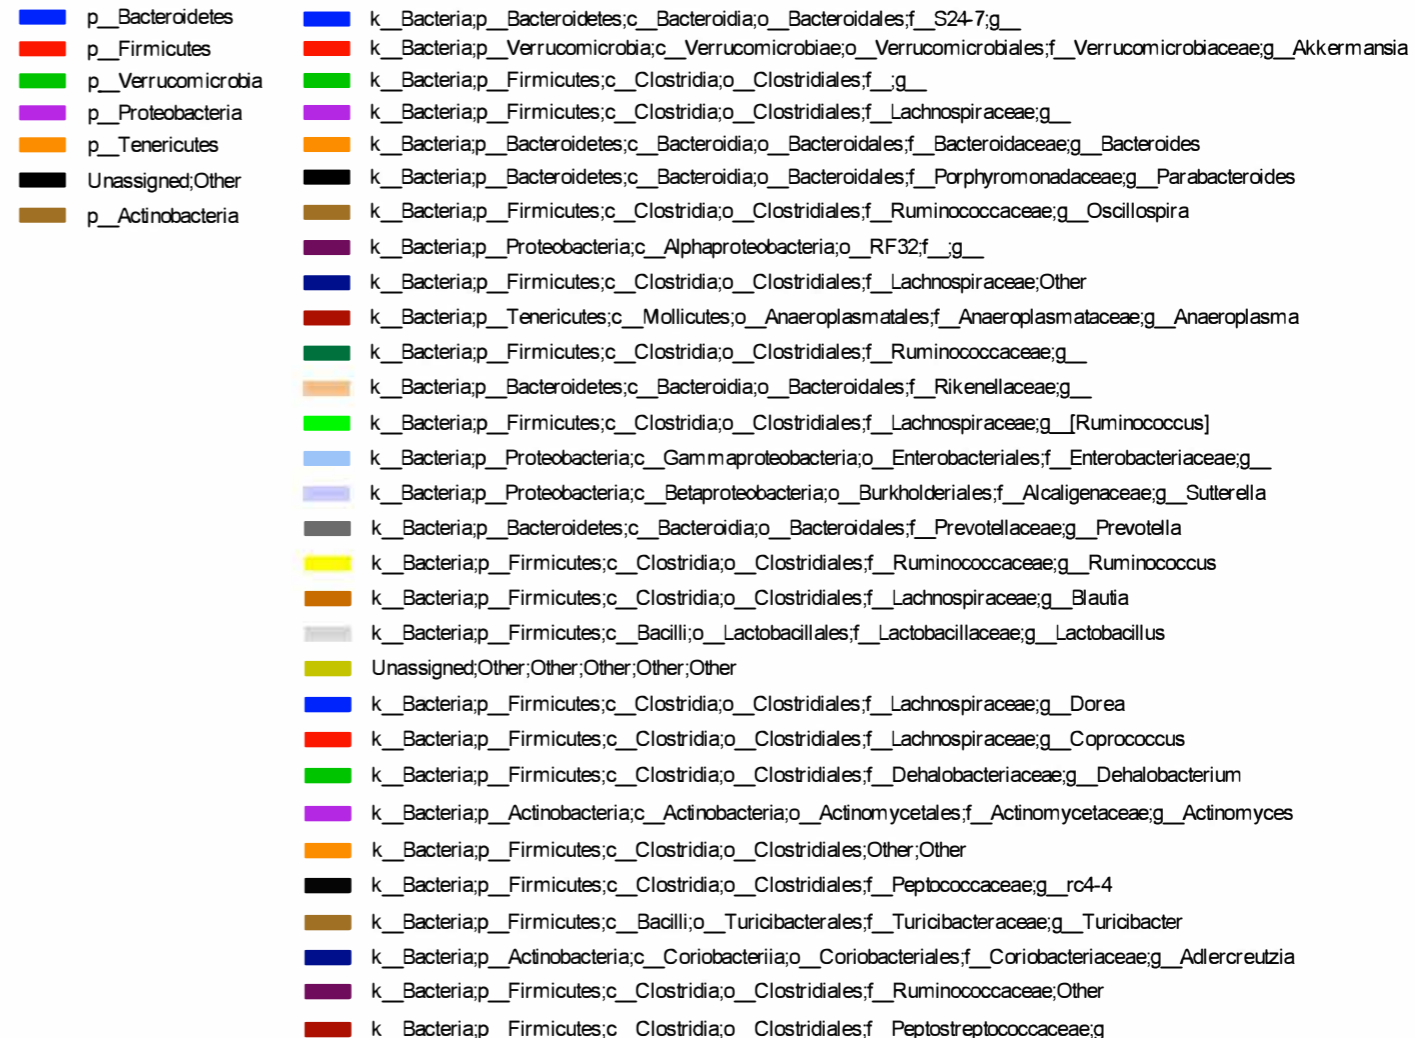 p__Bacteroidetes
p__Firmicutes
p__Verrucomicrobia
p__Proteobacteria
p__Tenericutes
Unassigned;Other
p__Actinobacteria
k__Bacteria;p__Bacteroidetes;c__Bacteroidia;o__Bacteroidales;f__S24-7;g__
k__Bacteria;p__Verrucomicrobia;c__Verrucomicrobiae;o__Verrucomicrobiales;f__Verrucomicrobiaceae;g__Akkermansia
k__Bacteria;p__Firmicutes;c__Clostridia;o__Clostridiales;f__;g__
k__Bacteria;p__Firmicutes;c__Clostridia;o__Clostridiales;f__Lachnospiraceae;g__
k__Bacteria;p__Bacteroidetes;c__Bacteroidia;o__Bacteroidales;f__Bacteroidaceae;g__Bacteroides
k__Bacteria;p__Bacteroidetes;c__Bacteroidia;o__Bacteroidales;f__Porphyromonadaceae;g__Parabacteroides
k__Bacteria;p__Firmicutes;c__Clostridia;o__Clostridiales;f__Ruminococcaceae;g__Oscillospira
k__Bacteria;p__Proteobacteria;c__Alphaproteobacteria;o__RF32;f__;g__
k__Bacteria;p__Firmicutes;c__Clostridia;o__Clostridiales;f__Lachnospiraceae;Other
k__Bacteria;p__Tenericutes;c__Mollicutes;o__Anaeroplasmatales;f__Anaeroplasmataceae;g__Anaeroplasma
k__Bacteria;p__Firmicutes;c__Clostridia;o__Clostridiales;f__Ruminococcaceae;g__
k__Bacteria;p__Bacteroidetes;c__Bacteroidia;o__Bacteroidales;f__Rikenellaceae;g__
k__Bacteria;p__Firmicutes;c__Clostridia;o__Clostridiales;f__Lachnospiraceae;g__[Ruminococcus]
k__Bacteria;p__Proteobacteria;c__Gammaproteobacteria;o__Enterobacteriales;f__Enterobacteriaceae;g__
k__Bacteria;p__Proteobacteria;c__Betaproteobacteria;o__Burkholderiales;f__Alcaligenaceae;g__Sutterella
k__Bacteria;p__Bacteroidetes;c__Bacteroidia;o__Bacteroidales;f__Prevotellaceae;g__Prevotella
k__Bacteria;p__Firmicutes;c__Clostridia;o__Clostridiales;f__Ruminococcaceae;g__Ruminococcus
k__Bacteria;p__Firmicutes;c__Clostridia;o__Clostridiales;f__Lachnospiraceae;g__Blautia
k__Bacteria;p__Firmicutes;c__Bacilli;o__Lactobacillales;f__Lactobacillaceae;g__Lactobacillus
Unassigned;Other;Other;Other;Other;Other
k__Bacteria;p__Firmicutes;c__Clostridia;o__Clostridiales;f__Lachnospiraceae;g__Dorea
k__Bacteria;p__Firmicutes;c__Clostridia;o__Clostridiales;f__Lachnospiraceae;g__Coprococcus
k__Bacteria;p__Firmicutes;c__Clostridia;o__Clostridiales;f__Dehalobacteriaceae;g__Dehalobacterium
k__Bacteria;p__Actinobacteria;c__Actinobacteria;o__Actinomycetales;f__Actinomycetaceae;g__Actinomyces
k__Bacteria;p__Firmicutes;c__Clostridia;o__Clostridiales;Other;Other
k__Bacteria;p__Firmicutes;c__Clostridia;o__Clostridiales;f__Peptococcaceae;g__rc4-4
k__Bacteria;p__Firmicutes;c__Bacilli;o__Turicibacterales;f__Turicibacteraceae;g__Turicibacter
k__Bacteria;p__Actinobacteria;c__Coriobacteriia;o__Coriobacteriales;f__Coriobacteriaceae;g__Adlercreutzia
k__Bacteria;p__Firmicutes;c__Clostridia;o__Clostridiales;f__Ruminococcaceae;Other
k__Bacteria;p__Firmicutes;c__Clostridia;o__Clostridiales;f__Peptostreptococcaceae;g__